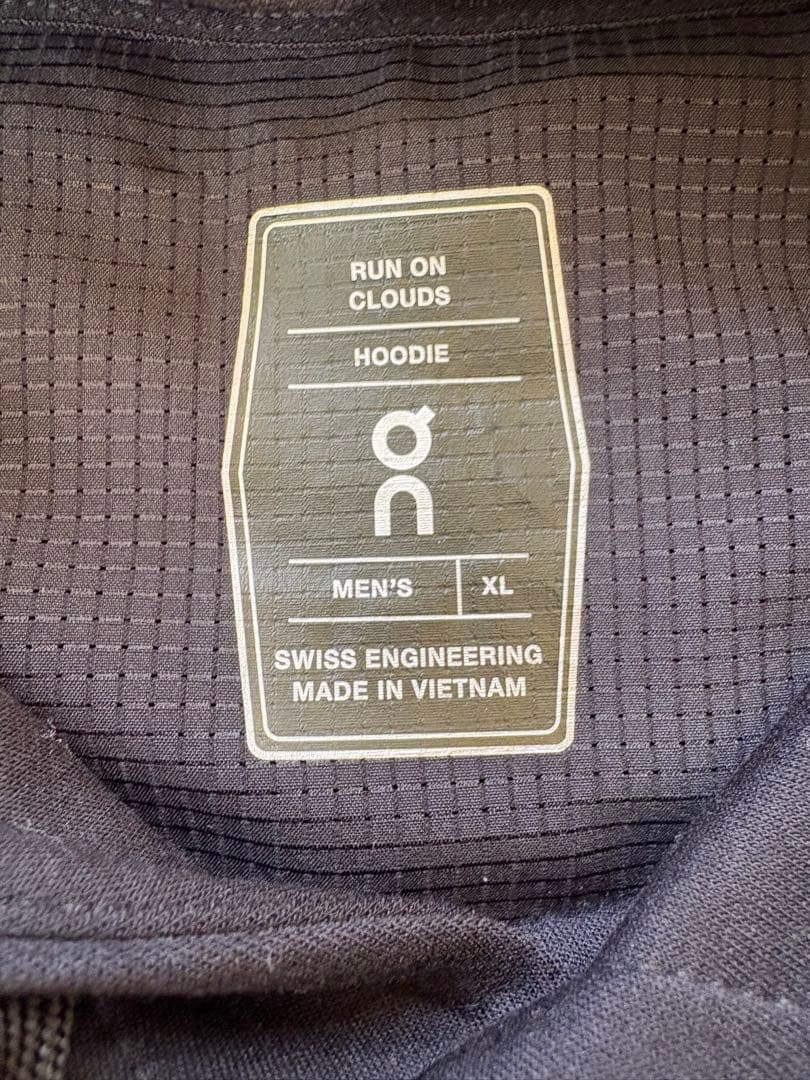 RUN ON
CLOUDS
HOODIE
MEN'S XL
SWISS ENGINEERING
MADE IN VIETNAM